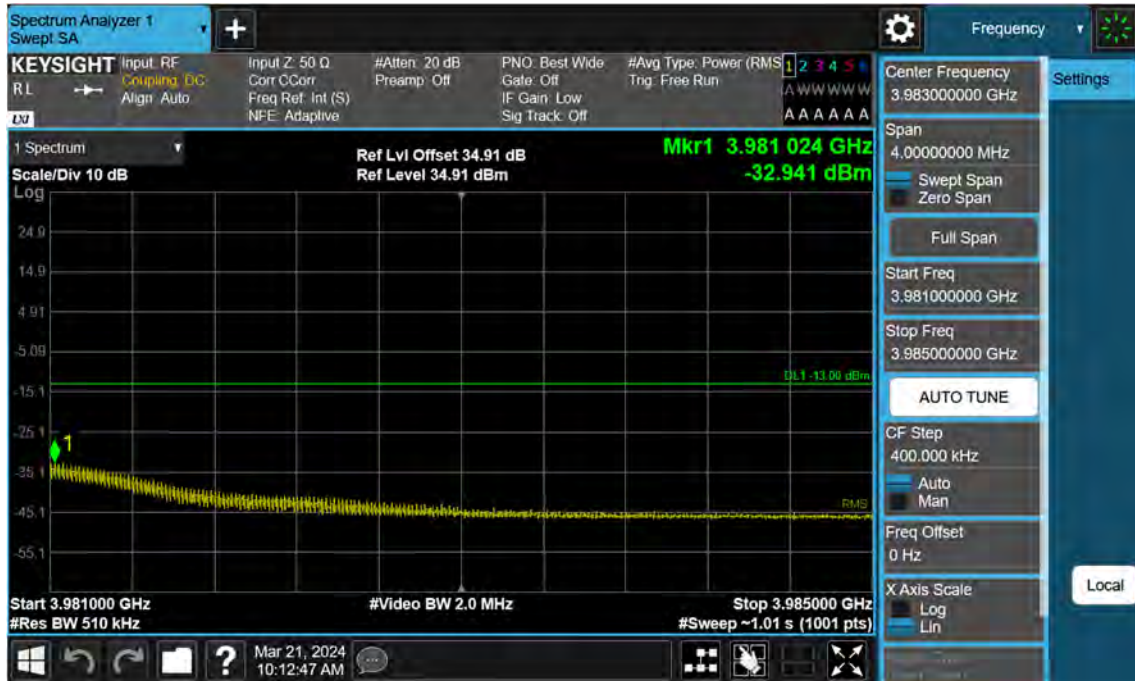 Spectrum Analyzer 1
Swept SA
+
Frequency
KEYSIGHT
RL
LXI
Input: RF
Coupling: DC
Align: Auto
Input Z: 50 Ω
Corr CCorr
Freq Ref: Int (S)
NFE: Adaptive
#Atten: 20 dB
Preamp: Off
PNO: Best Wide
Gate: Off
IF Gain: Low
Sig Track: Off
#Avg Type: Power (RMS
Trig: Free Run
1 2 3 4 5 6
A W W W W W
A A A A A A
1 Spectrum
Scale/Div 10 dB
Ref Lvl Offset 34.91 dB
Ref Level 34.91 dBm
Mkr1 3.981 024 GHz
-32.941 dBm
Log
24.9
14.9
4.91
-5.09
DL1 -13.00 dBm
-15.1
-25.1
1
-35.1
RMS
-45.1
-55.1
Start 3.981000 GHz
#Res BW 510 kHz
#Video BW 2.0 MHz
Stop 3.985000 GHz
#Sweep ~1.01 s (1001 pts)
Center Frequency
3.983000000 GHz
Span
4.00000000 MHz
Swept Span
Zero Span
Full Span
Start Freq
3.981000000 GHz
Stop Freq
3.985000000 GHz
AUTO TUNE
CF Step
400.000 kHz
Auto
Man
Freq Offset
0 Hz
X Axis Scale
Log
Lin
Settings
Local
?
Mar 21, 2024
10:12:47 AM